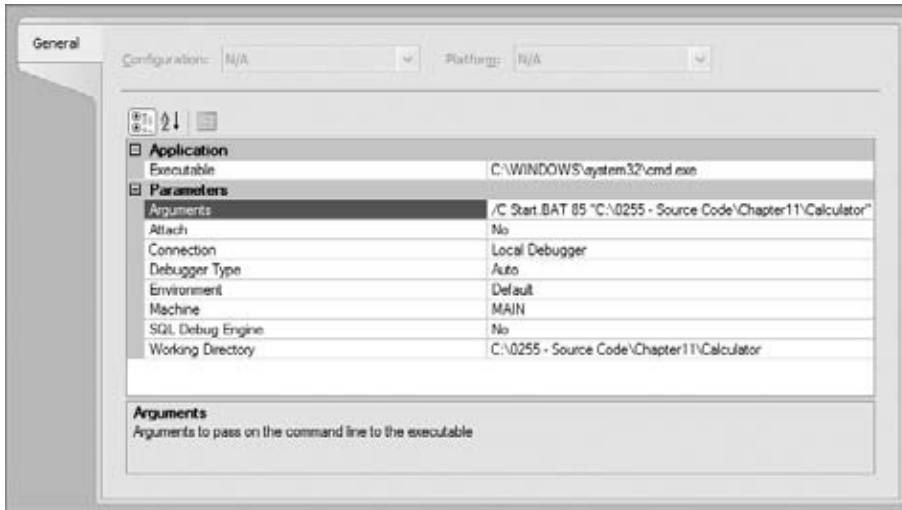 General
Configuration: N/A Platform: N/A
Application
Executable C:\WINDOWS\system32\cmd.exe
Parameters
Arguments /C Start.BAT 85 "C:\0255 - Source Code\Chapter11\Calculator"
Attach No
Connection Local Debugger
Debugger Type Auto
Environment Default
Machine MAIN
SQL Debug Engine No
Working Directory C:\0255 - Source Code\Chapter11\Calculator
Arguments
Arguments to pass on the command line to the executable